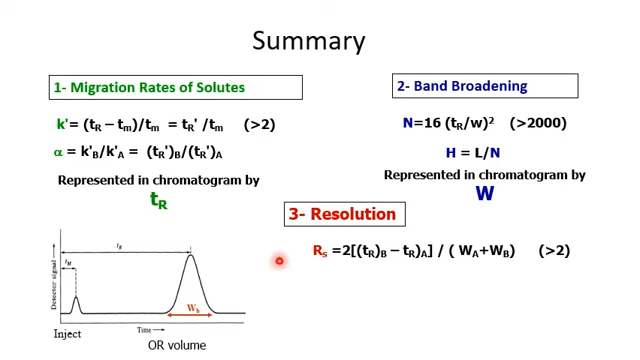 Summary
1- Migration Rates of Solutes
k'= (tR – tm)/tm = tR' /tm (>2)
α = k'B/k'A = (tR')B/(tR')A
Represented in chromatogram by
tR
2- Band Broadening
N=16 (tR/w)² (>2000)
H = L/N
Represented in chromatogram by
W
3- Resolution
Rs =2[(tR)B – tR)A] / ( WA+WB) (>2)
tR
tM
Detector signal
Wb
Inject
Time
OR volume